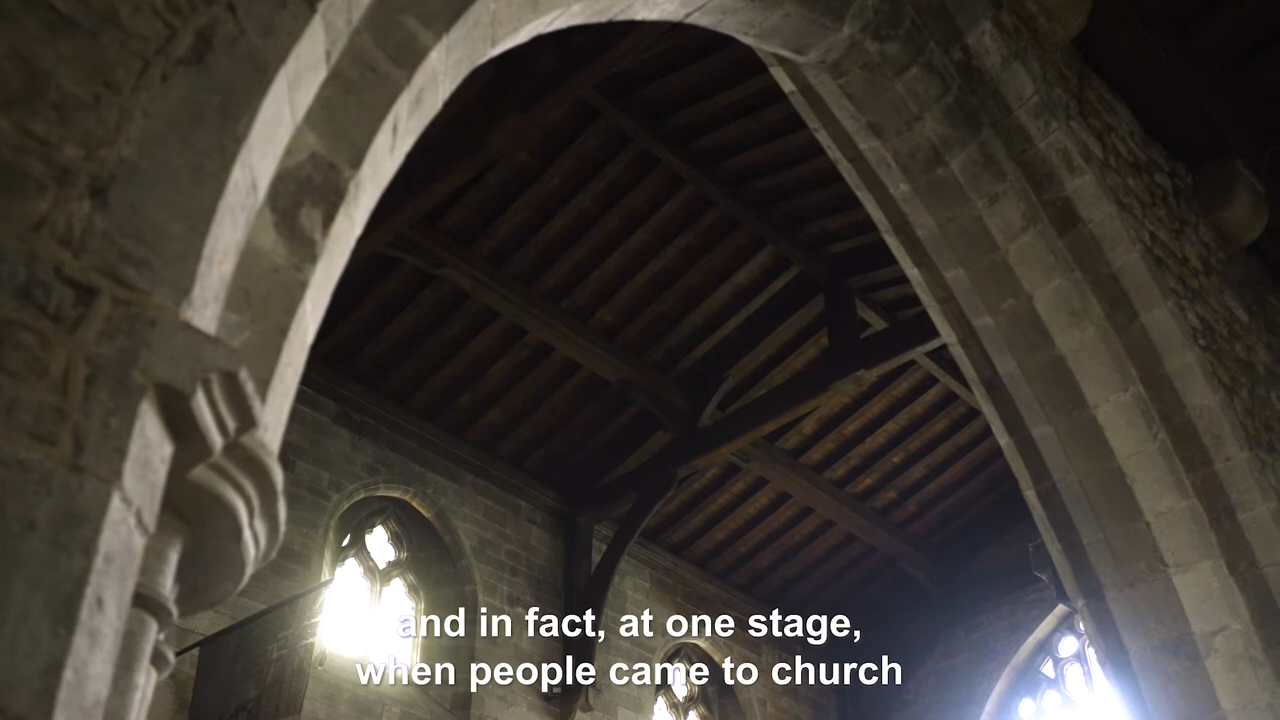 and in fact, at one stage,
when people came to church